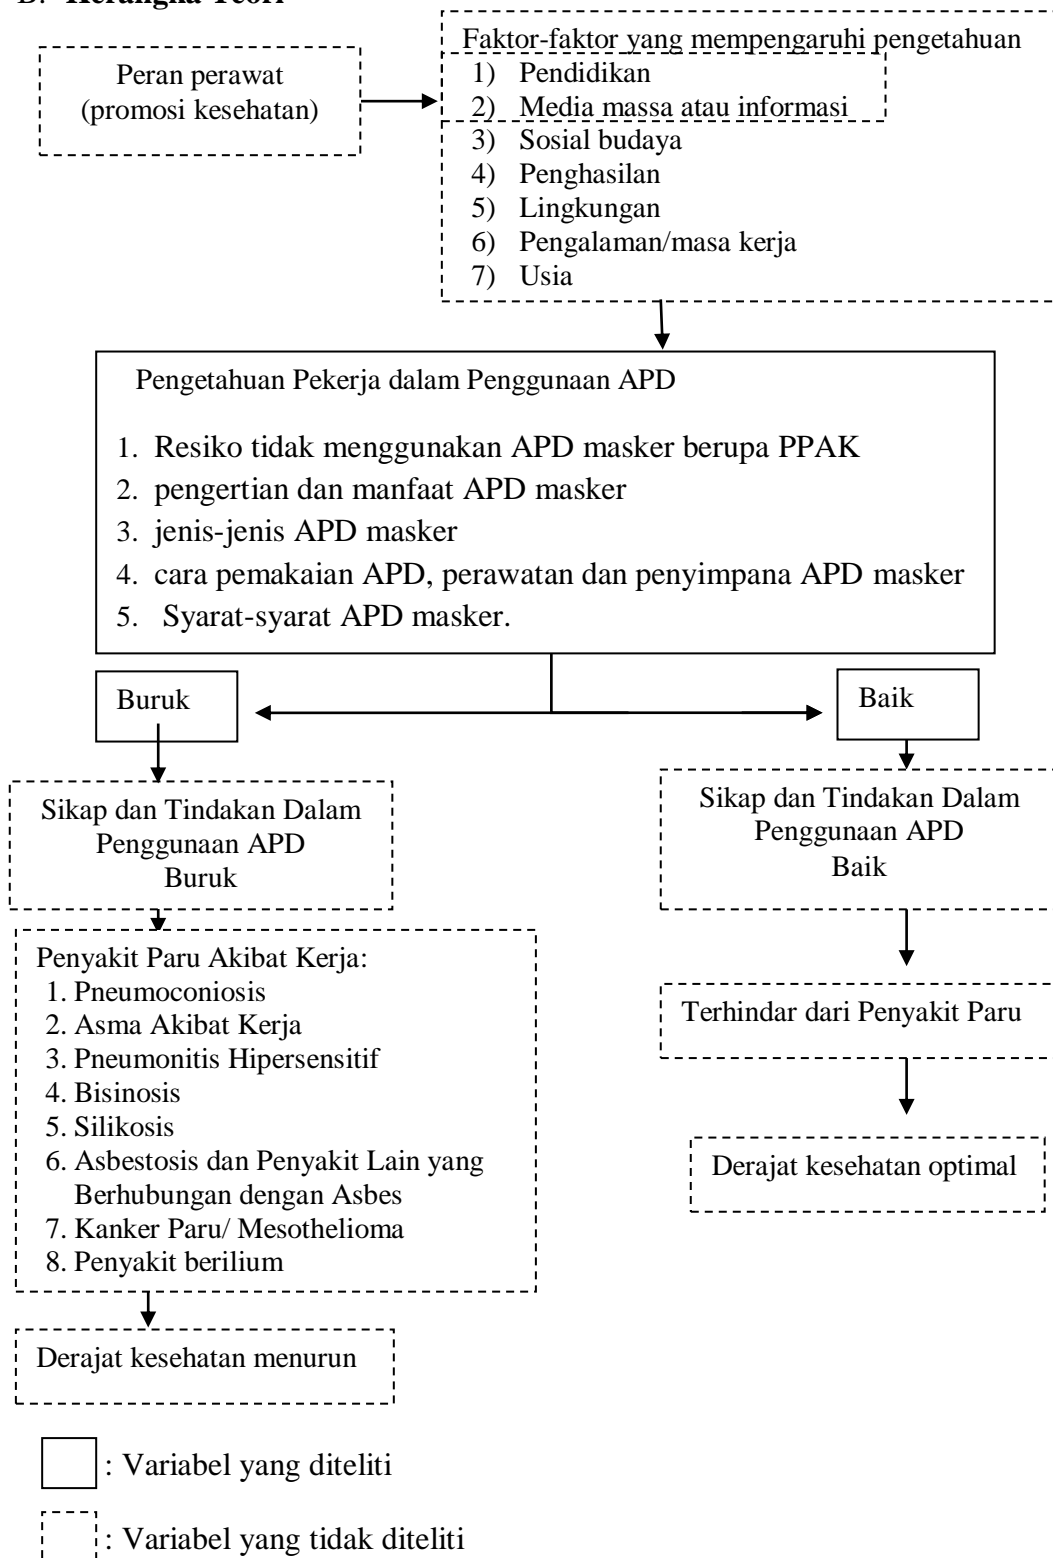 B. Kerangka Teori
Peran perawat
(promosi kesehatan)
Faktor-faktor yang mempengaruhi pengetahuan
1) Pendidikan
2) Media massa atau informasi
3) Sosial budaya
4) Penghasilan
5) Lingkungan
6) Pengalaman/masa kerja
7) Usia
Pengetahuan Pekerja dalam Penggunaan APD
1. Resiko tidak menggunakan APD masker berupa PPAK
2. pengertian dan manfaat APD masker
3. jenis-jenis APD masker
4. cara pemakaian APD, perawatan dan penyimpana APD masker
5. Syarat-syarat APD masker.
Buruk
Baik
Sikap dan Tindakan Dalam
Penggunaan APD
Buruk
Sikap dan Tindakan Dalam
Penggunaan APD
Baik
Penyakit Paru Akibat Kerja:
1. Pneumoconiosis
2. Asma Akibat Kerja
3. Pneumonitis Hipersensitif
4. Bisinosis
5. Silikosis
6. Asbestosis dan Penyakit Lain yang
Berhubungan dengan Asbes
7. Kanker Paru/ Mesothelioma
8. Penyakit berilium
Terhindar dari Penyakit Paru
Derajat kesehatan optimal
Derajat kesehatan menurun
: Variabel yang diteliti
: Variabel yang tidak diteliti